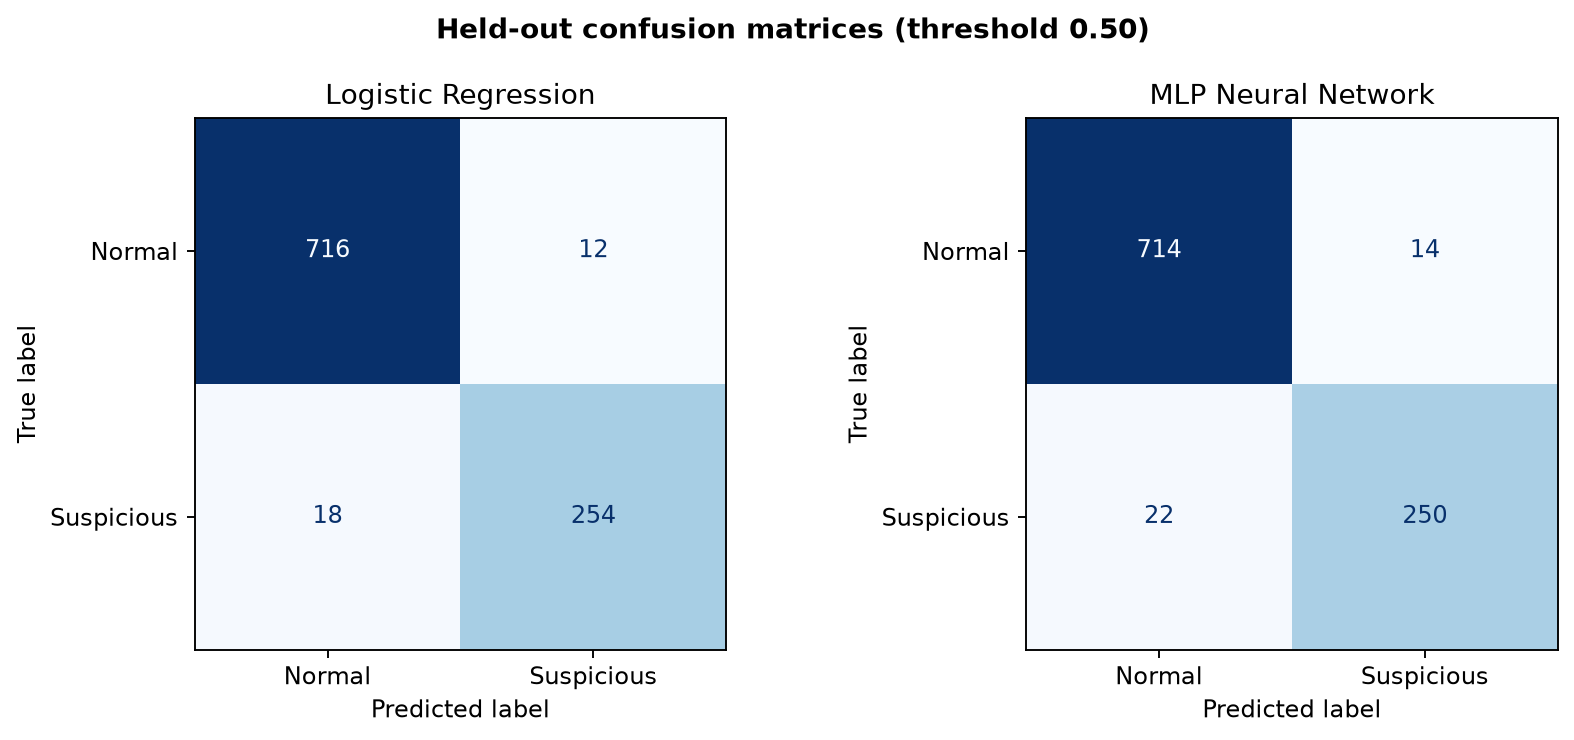 Held-out confusion matrices (threshold 0.50)
Logistic Regression
Normal
716
12
True label
Suspicious
18
254
Normal
Suspicious
Predicted label
MLP Neural Network
Normal
714
14
True label
Suspicious
22
250
Normal
Suspicious
Predicted label